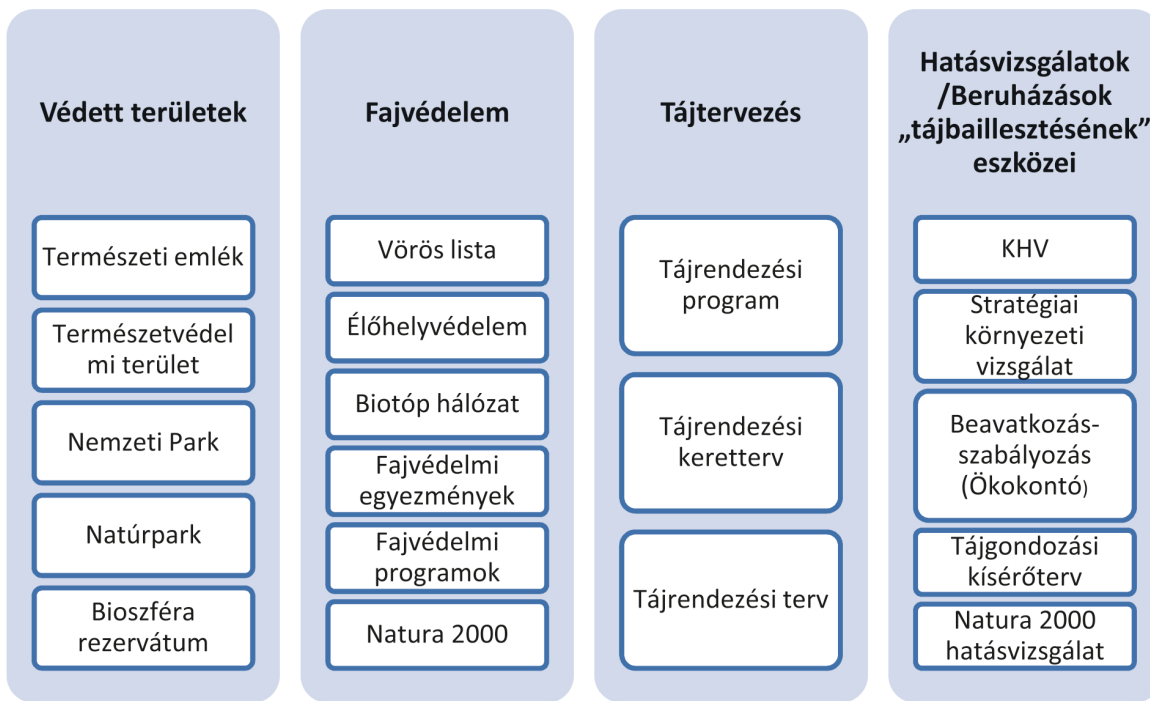 Védett területek
Természeti emlék
Természetvédel
mi terület
Nemzeti Park
Natúrpark
Bioszféra
rezervátum
Fajvédelem
Vörös lista
Élőhelyvédelem
Biotóp hálózat
Fajvédelmi
egyezmények
Fajvédelmi
programok
Natura 2000
Tájtervezés
Tájrendezési
program
Tájrendezési
keretterv
Tájrendezési terv
Hatásvizsgálatok
/Beruházások
„tájbaillesztésének”
eszközei
KHV
Stratégiai
környezeti
vizsgálat
Beavatkozás-
szabályozás
(Ökokontó)
Tájgondozási
kísérőterv
Natura 2000
hatásvizsgálat